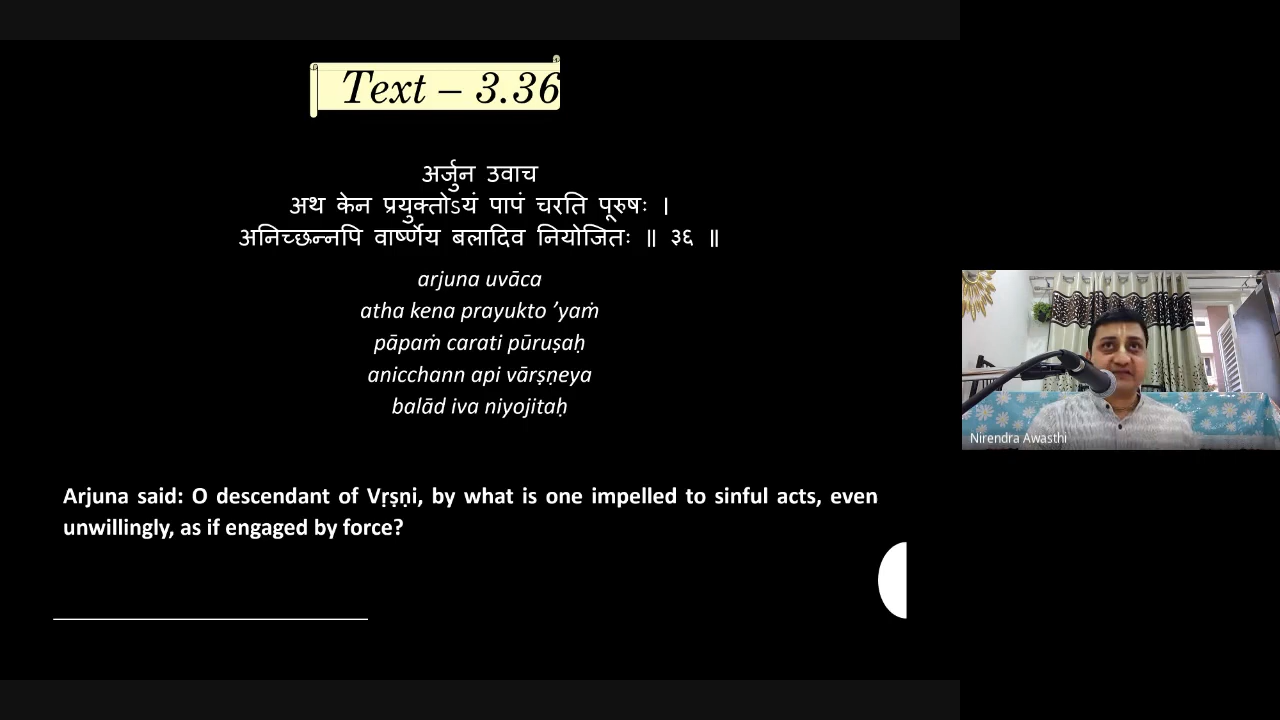 Text – 3.36
अर्जुन उवाच
अथ केन प्रयुक्तोऽयं पापं चरति पूरुषः ।
अनिच्छन्नपि वार्ष्णेय बलादिव नियोजितः ॥ ३६ ॥
arjuna uvāca
atha kena prayukto ’yaṁ
pāpaṁ carati pūruṣaḥ
anicchann api vārṣṇeya
balād iva niyojitaḥ
Arjuna said: O descendant of Vṛṣṇi, by what is one impelled to sinful acts, even
unwillingly, as if engaged by force?
Nirendra Awasthi